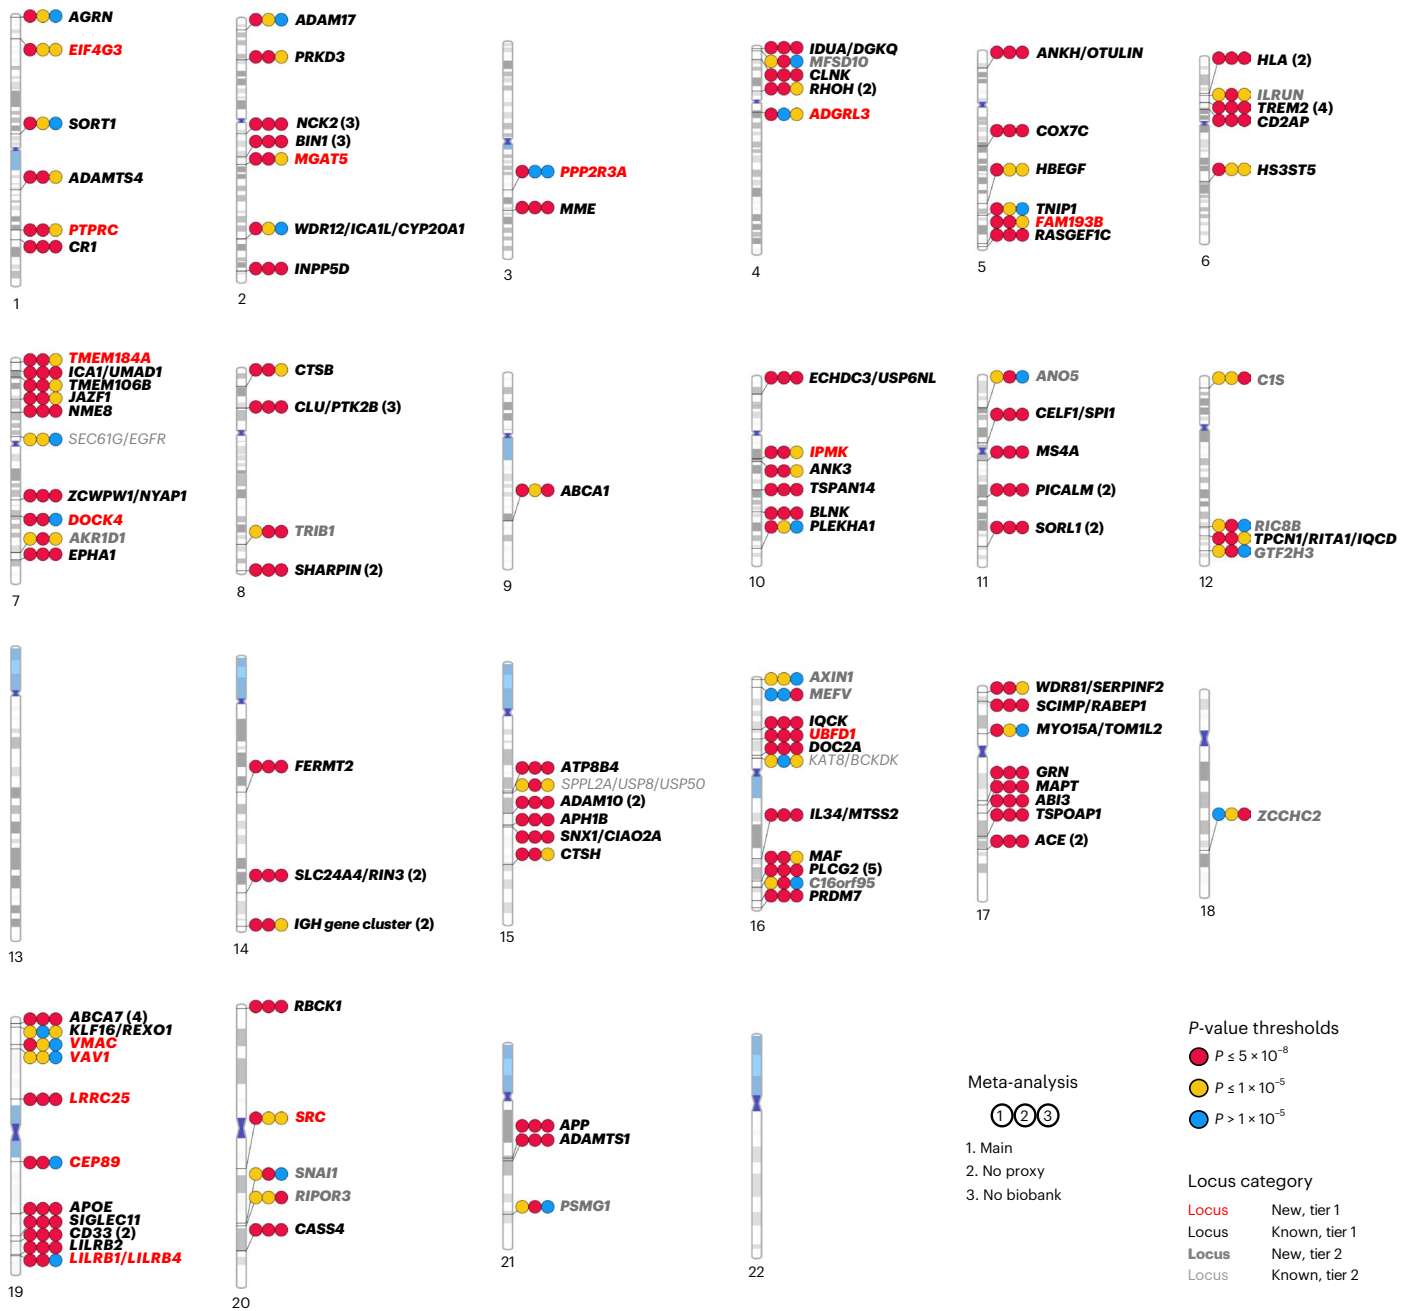 AGRN
EIF4G3
SORT1
ADAMTS4
PTPRC
CR1
1
ADAM17
PRKD3
NCK2 (3)
BIN1 (3)
MGAT5
WDR12/ICA1L/CYP20A1
INPP5D
2
PPP2R3A
MME
3
IDUA/DGKQ
MFSD10
CLNK
RHOH (2)
ADGRL3
4
ANKH/OTULIN
COX7C
HBEGF
TNIP1
FAM193B
RASGEF1C
5
HLA (2)
ILRUN
TREM2 (4)
CD2AP
HS3ST5
6
TMEM184A
ICA1/UMAD1
TMEM106B
JAZF1
NME8
SEC61G/EGFR
ZCWPW1/NYAP1
DOCK4
AKR1D1
EPHA1
7
CTSB
CLU/PTK2B (3)
TRIB1
SHARPIN (2)
8
ABCA1
9
ECHDC3/USP6NL
IPMK
ANK3
TSPAN14
BLNK
PLEKHA1
10
ANO5
CELF1/SPI1
MS4A
PICALM (2)
SORL1 (2)
11
C1S
RIC8B
TPCN1/RITA1/IQCD
GTF2H3
12
13
FERMT2
SLC24A4/RIN3 (2)
IGH gene cluster (2)
14
ATP8B4
SPPL2A/USP8/USP50
ADAM10 (2)
APH1B
SNX1/CIAO2A
CTSH
15
AXIN1
MEFV
IQCK
UBFD1
DOC2A
KAT8/BCKDK
IL34/MTSS2
MAF
PLCG2 (5)
C16orf95
PRDM7
16
WDR81/SERPINF2
SCIMP/RABEP1
MYO15A/TOM1L2
GRN
MAPT
ABI3
TSPOAP1
ACE (2)
17
ZCCHC2
18
ABCA7 (4)
KLF16/REXO1
VMAC
VAV1
LRRC25
CEP89
APOE
SIGLEC11
CD33 (2)
LILRB2
LILRB1/LILRB4
19
RBCK1
SRC
SNAI1
RIPOR3
CASS4
20
APP
ADAMTS1
PSMG1
21
22
Meta-analysis
1 2 3
1. Main
2. No proxy
3. No biobank
P-value thresholds
P ≤ 5 × 10⁻⁸
P ≤ 1 × 10⁻⁵
P > 1 × 10⁻⁵
Locus category
Locus New, tier 1
Locus Known, tier 1
Locus New, tier 2
Locus Known, tier 2